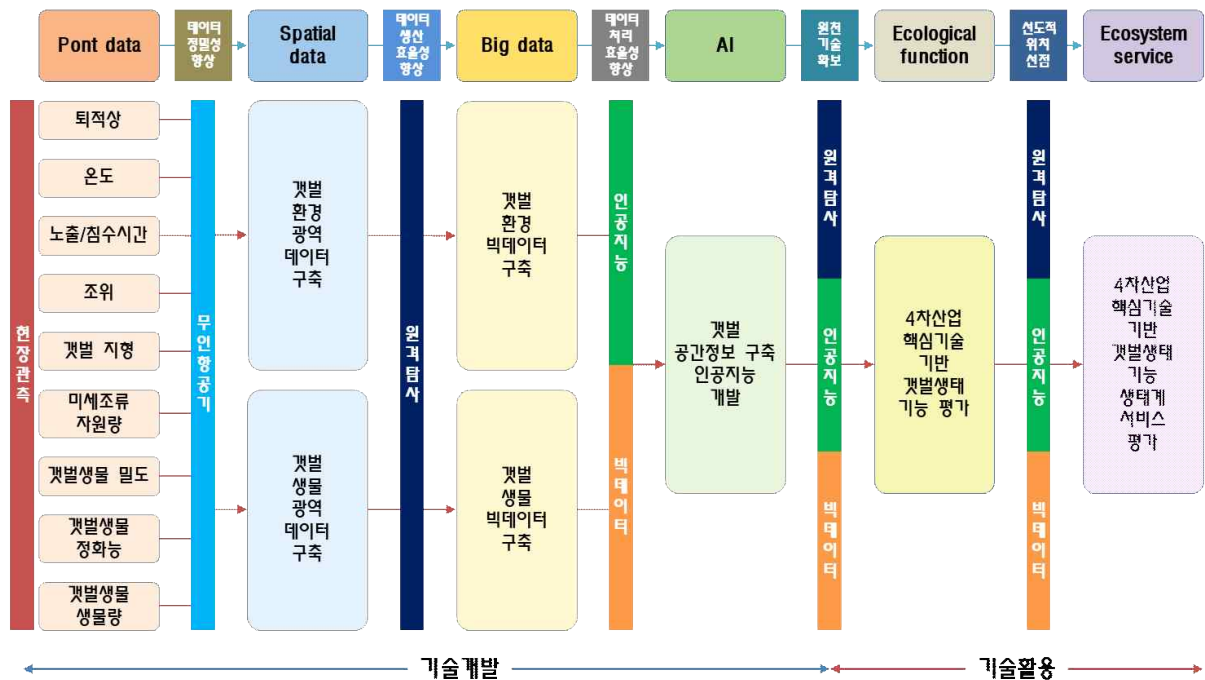 Pont data
데이터
정밀성
향상
Spatial
data
데이터
생산
효율성
향상
Big data
데이터
처리
효율성
향상
AI
원천
기술
확보
Ecological
function
선도적
위치
선점
Ecosystem
service
현장관측
퇴적상
온도
노출/침수시간
조위
갯벌 지형
미세조류
자원량
갯벌생물 밀도
갯벌생물
정화능
갯벌생물
생물량
무인항공기
갯벌
환경
광역
데이터
구축
갯벌
생물
광역
데이터
구축
원격탐사
갯벌
환경
빅데이터
구축
갯벌
생물
빅데이터
구축
인공지능
빅데이터
갯벌
공간정보 구축
인공지능
개발
원격탐사
인공지능
빅데이터
4차산업
핵심기술
기반
갯벌생태
기능 평가
원격탐사
인공지능
빅데이터
4차산업
핵심기술
기반
갯벌생태
기능
생태계
서비스
평가
기술개발
기술활용